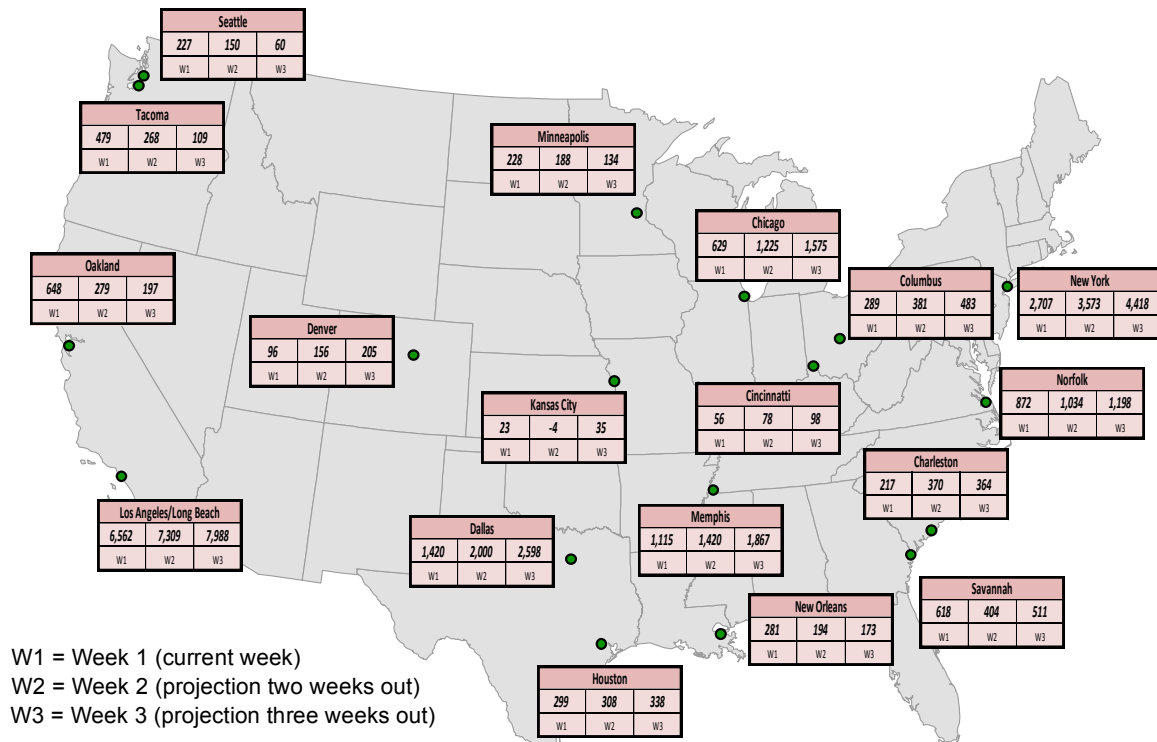 Seattle
227 150 60
W1 W2 W3
Tacoma
479 268 109
W1 W2 W3
Minneapolis
228 188 134
W1 W2 W3
Chicago
629 1,225 1,575
W1 W2 W3
Oakland
648 279 197
W1 W2 W3
Columbus
289 381 483
W1 W2 W3
New York
2,707 3,573 4,418
W1 W2 W3
Denver
96 156 205
W1 W2 W3
Norfolk
872 1,034 1,198
W1 W2 W3
Kansas City
23 -4 35
W1 W2 W3
Cincinnatti
56 78 98
W1 W2 W3
Charleston
217 370 364
W1 W2 W3
Los Angeles/Long Beach
6,562 7,309 7,988
W1 W2 W3
Dallas
1,420 2,000 2,598
W1 W2 W3
Memphis
1,115 1,420 1,867
W1 W2 W3
Savannah
618 404 511
W1 W2 W3
New Orleans
281 194 173
W1 W2 W3
Houston
299 308 338
W1 W2 W3
W1 = Week 1 (current week)
W2 = Week 2 (projection two weeks out)
W3 = Week 3 (projection three weeks out)